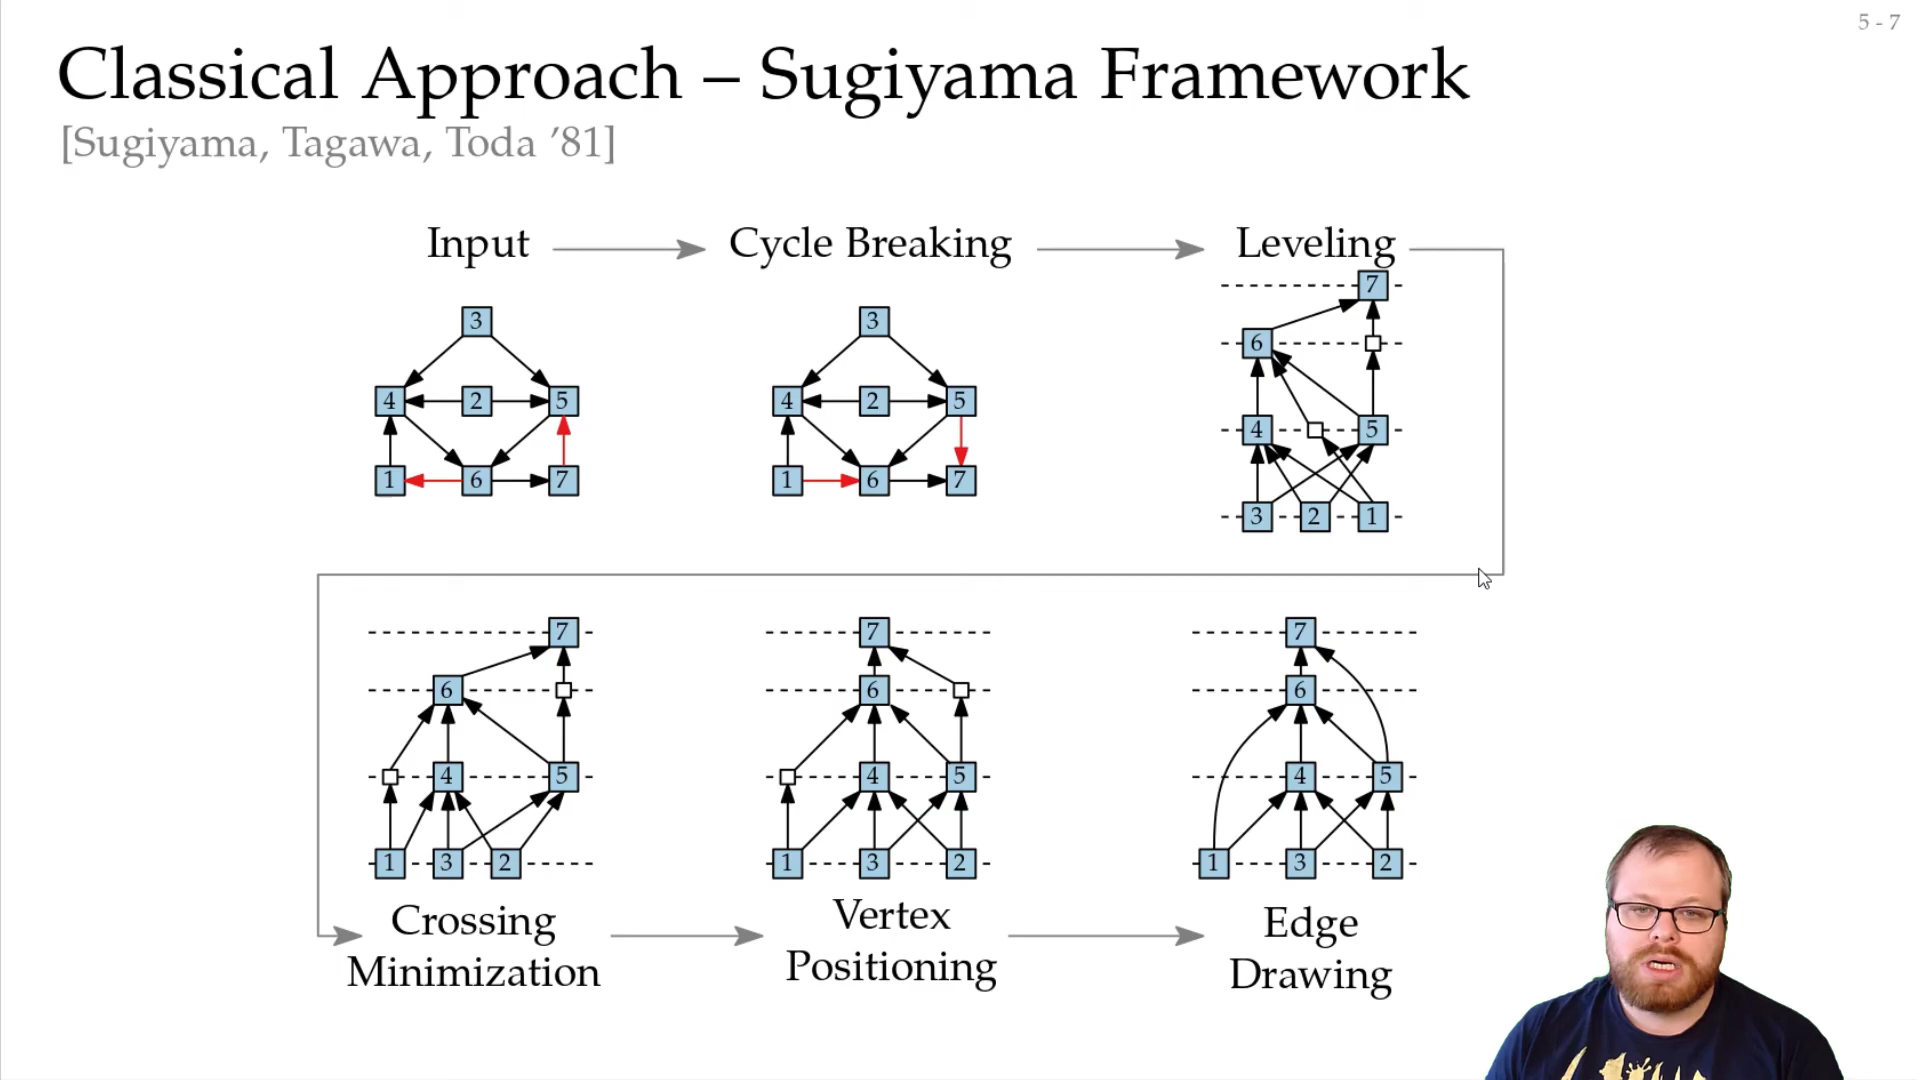 5 - 7
Classical Approach – Sugiyama Framework
[Sugiyama, Tagawa, Toda ’81]
Input
Cycle Breaking
Leveling
3
4 2 5
1 6 7
3
4 2 5
1 6 7
7
6
4 5
3 2 1
7
6
4 5
1 3 2
7
6
4 5
1 3 2
7
6
4 5
1 3 2
Crossing
Minimization
Vertex
Positioning
Edge
Drawing